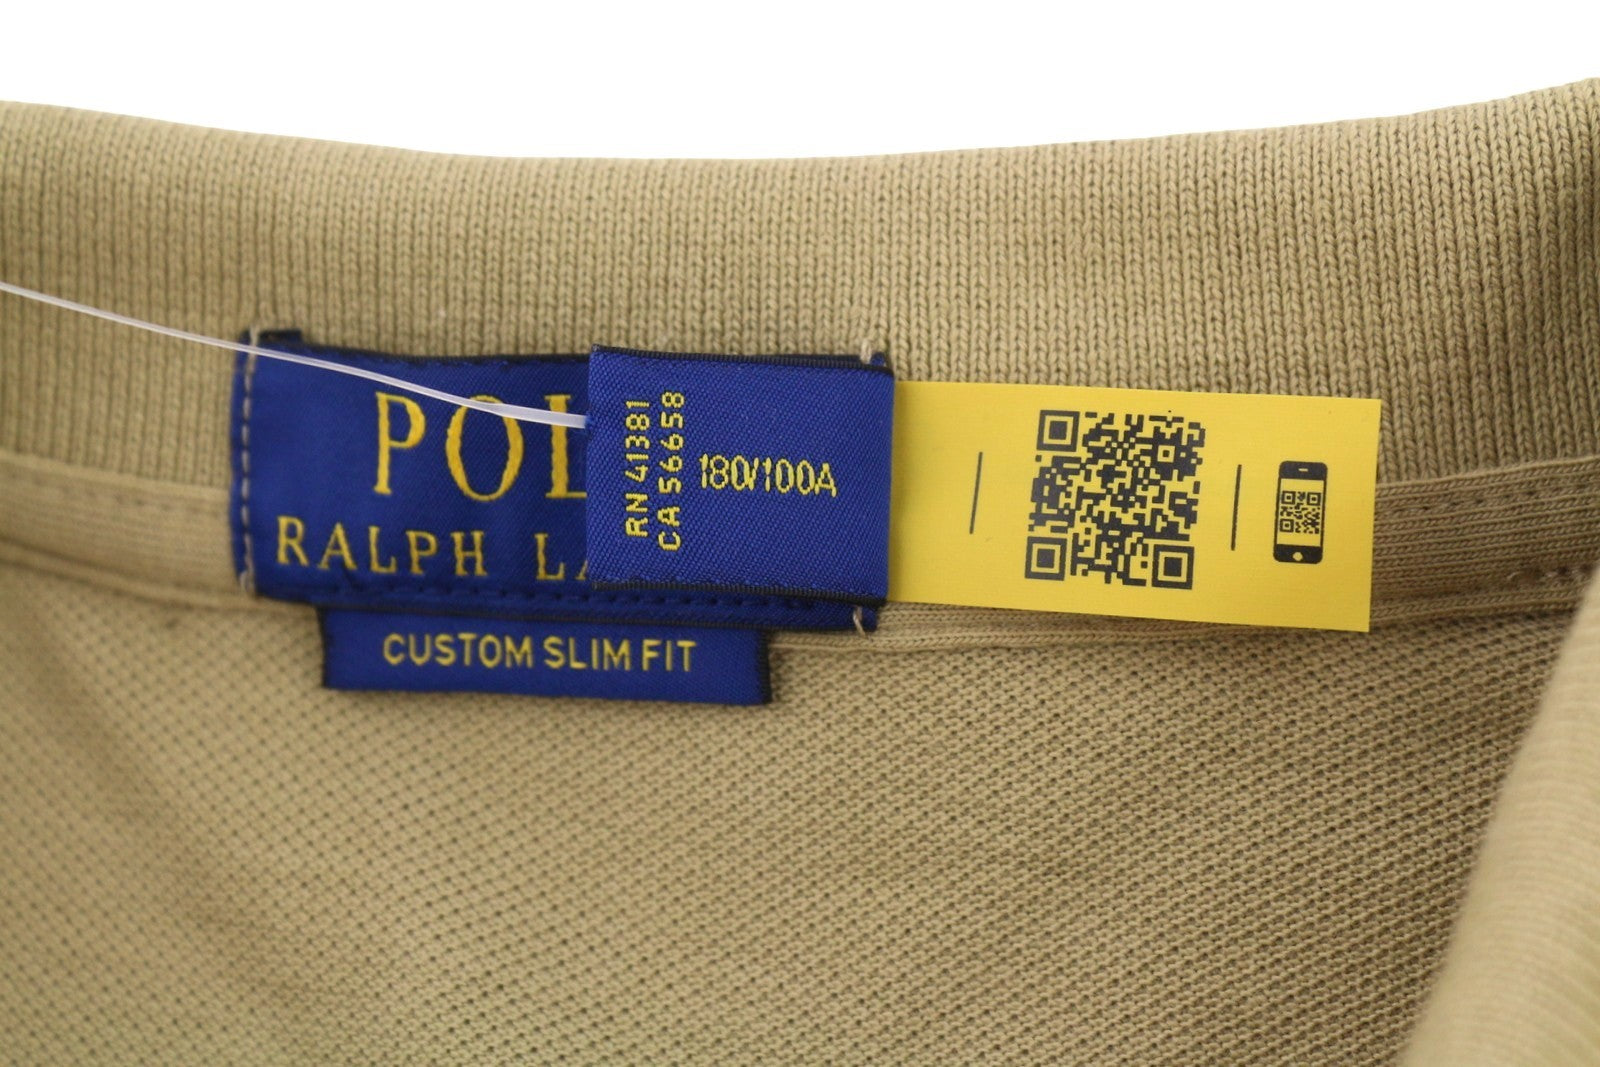 POL
RALPH LA
RN 41381
CA 56658
180/100A
CUSTOM SLIM FIT